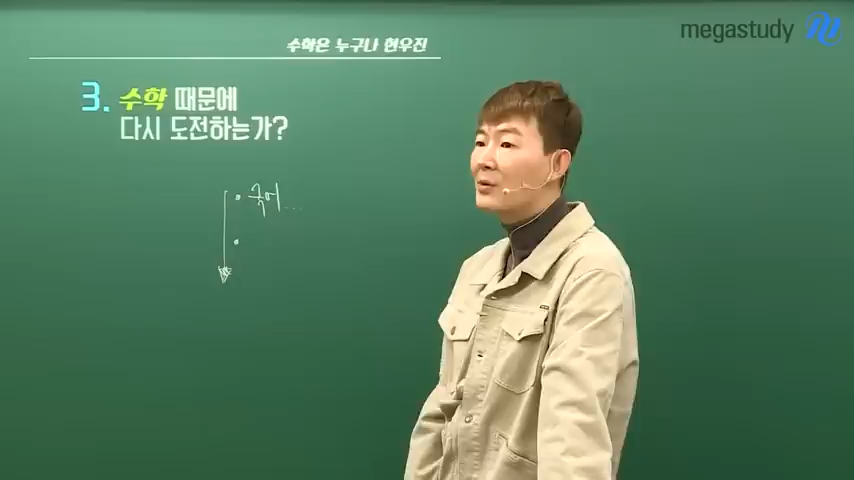 megastudy
수학은 누구나 현우진
3. 수학 때문에
다시 도전하는가?
국어...